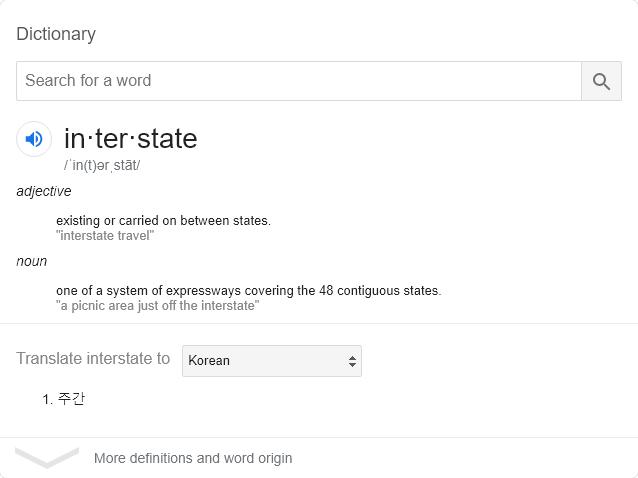 Dictionary
Search for a word
in·ter·state
/ˈin(t)ərˌstāt/
adjective
existing or carried on between states.
"interstate travel"
noun
one of a system of expressways covering the 48 contiguous states.
"a picnic area just off the interstate"
Translate interstate to Korean
1. 주간
More definitions and word origin